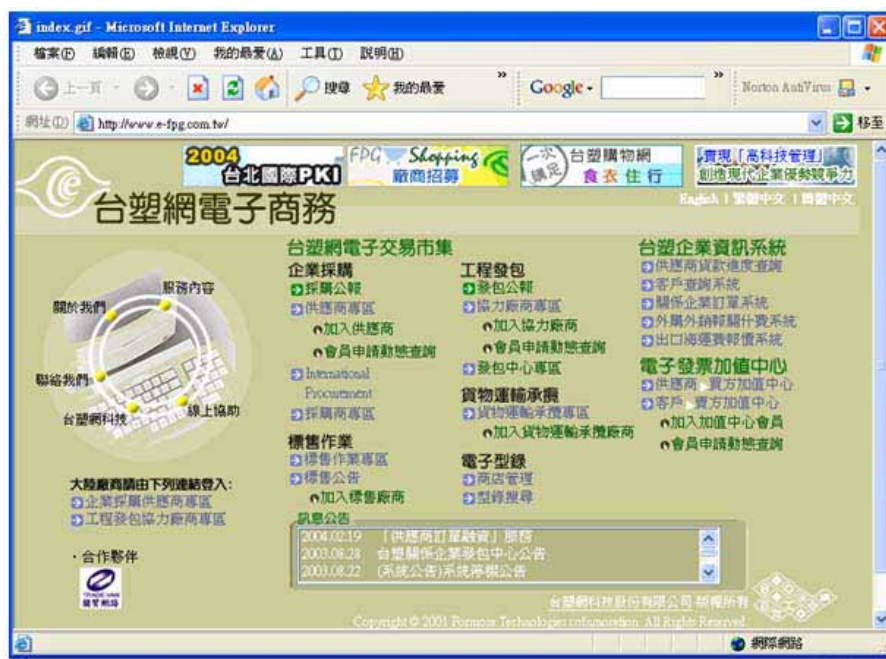 index.gif - Microsoft Internet Explorer
檔案(F) 編輯(E) 檢視(V) 我的最愛(A) 工具(T) 說明(H)
上一頁 搜尋 我的最愛 » Google » Norton AntiVirus
網址(D) http://www.e-fpg.com.tw/ 移至
2004 台北國際PKI
FPG Shopping 廠商招募
一次購足 台塑購物網 食衣住行
實現「高科技管理」
創造現代企業優勢競爭力
English | 繁體中文 | 簡體中文
台塑網電子商務
關於我們
服務內容
聯絡我們
台塑網科技
線上協助
大陸廠商請由下列連結登入:
企業採購供應商專區
工程發包協力廠商專區
・合作夥伴
台塑網電子交易市集
企業採購
採購公報
供應商專區
加入供應商
會員申請動態查詢
International
Procurement
採購商專區
標售作業
標售作業專區
標售公告
加入標售廠商
工程發包
發包公報
協力廠商專區
加入協力廠商
會員申請動態查詢
發包中心專區
貨物運輸承攬
貨物運輸承攬專區
加入貨物運輸承攬廠商
電子型錄
商店管理
型錄搜尋
台塑企業資訊系統
供應商貨款進度查詢
客戶查詢系統
關係企業訂單系統
外購外銷報關什費系統
出口海運費報價系統
電子發票加值中心
供應商 買方加值中心
客戶 賣方加值中心
加入加值中心會員
會員申請動態查詢
訊息公告
2004.02.19 「供應商訂單融資」服務
2003.08.28 台塑關係企業發包中心公告
2003.08.22 (系統公告)系統停機公告
台塑網科技股份有限公司 版權所有
Copyright © 2001 Formosa Technologies All Rights Reserved.
網際網路